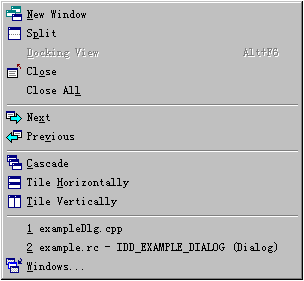 New Window
Split
Docking View Alt+F6
Close
Close All
Next
Previous
Cascade
Tile Horizontally
Tile Vertically
1 exampleDlg.cpp
2 example.rc - IDD_EXAMPLE_DIALOG (Dialog)
Windows...